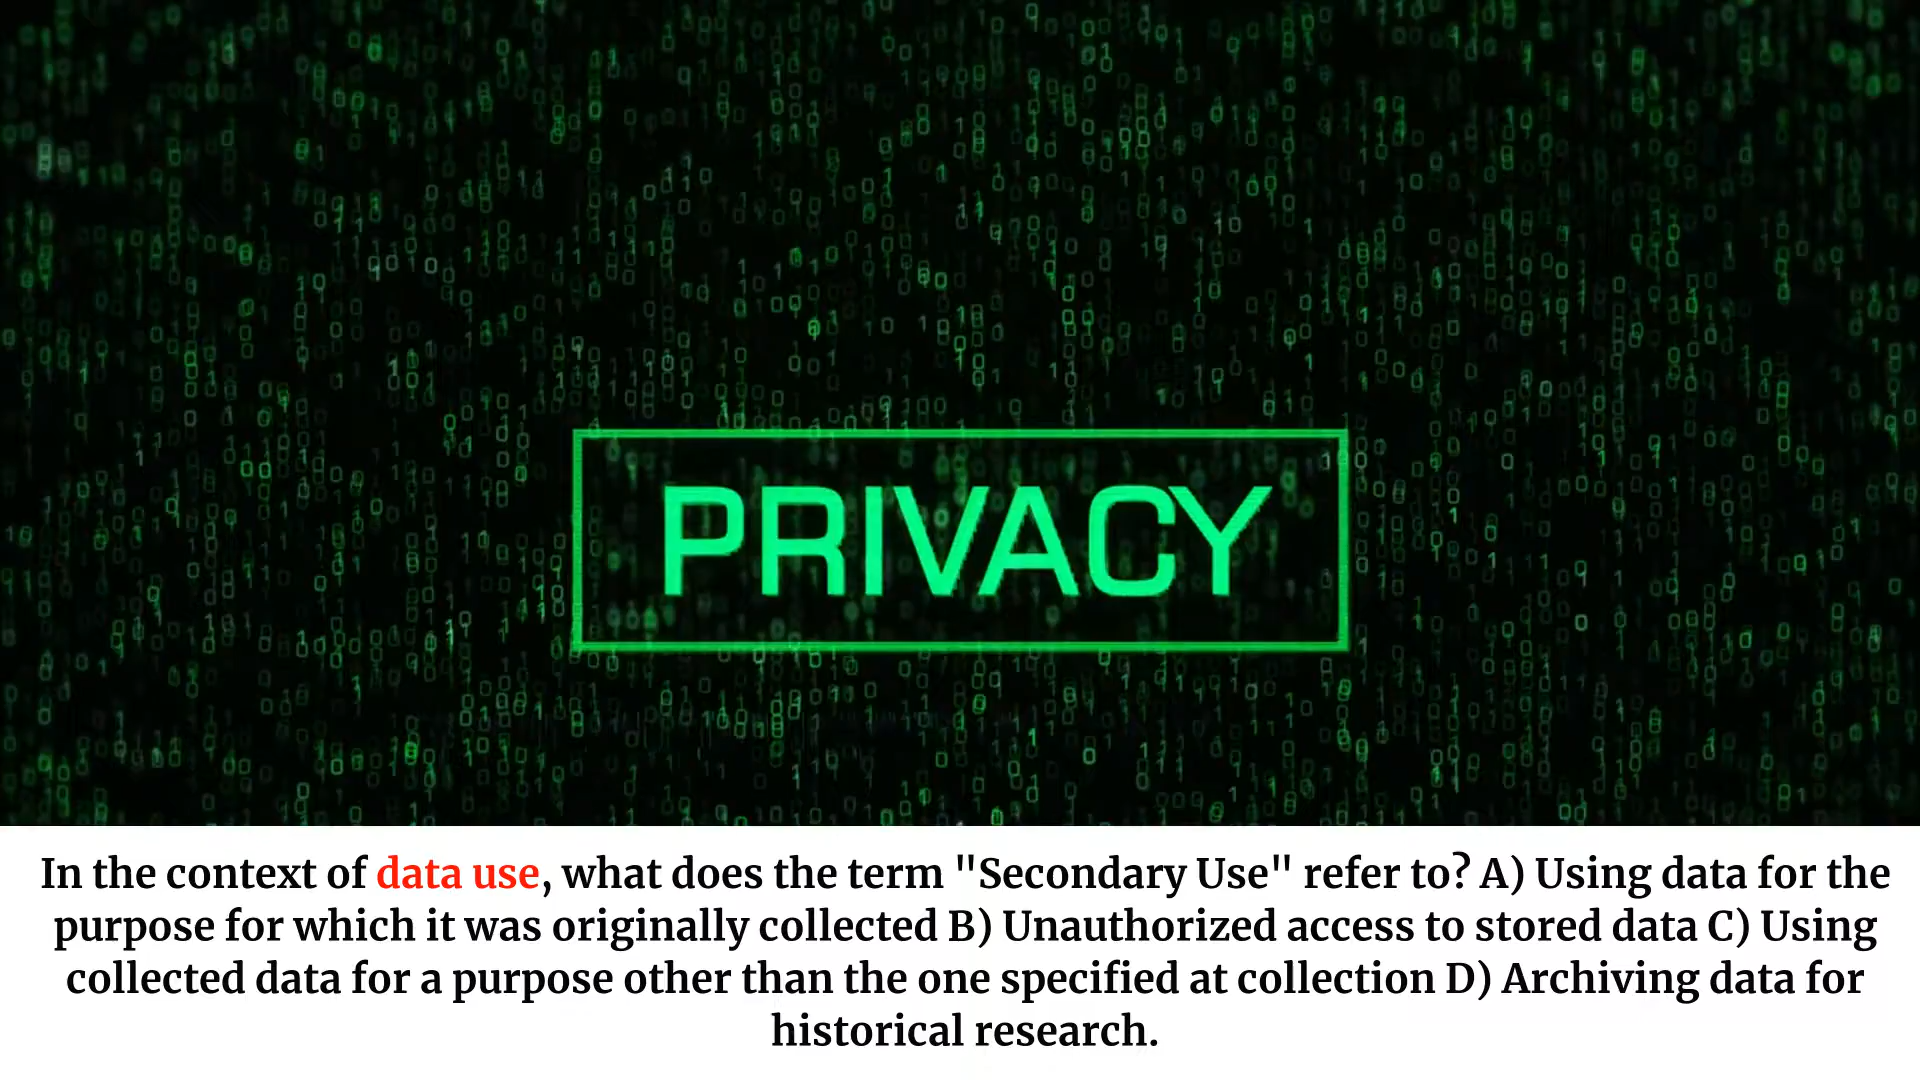 PRIVACY
In the context of data use, what does the term "Secondary Use" refer to? A) Using data for the
purpose for which it was originally collected B) Unauthorized access to stored data C) Using
collected data for a purpose other than the one specified at collection D) Archiving data for
historical research.